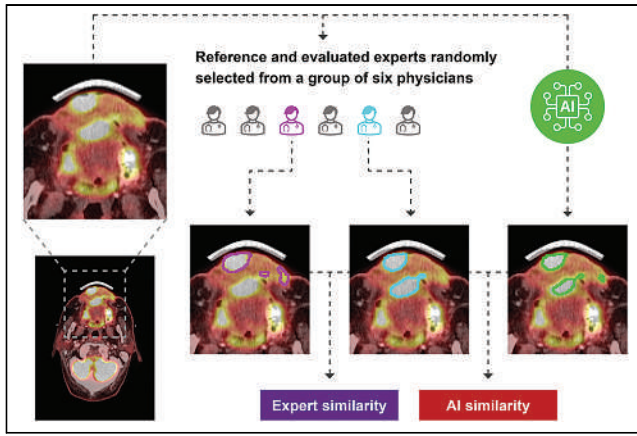 Reference and evaluated experts randomly
selected from a group of six physicians
AI
Expert similarity
AI similarity